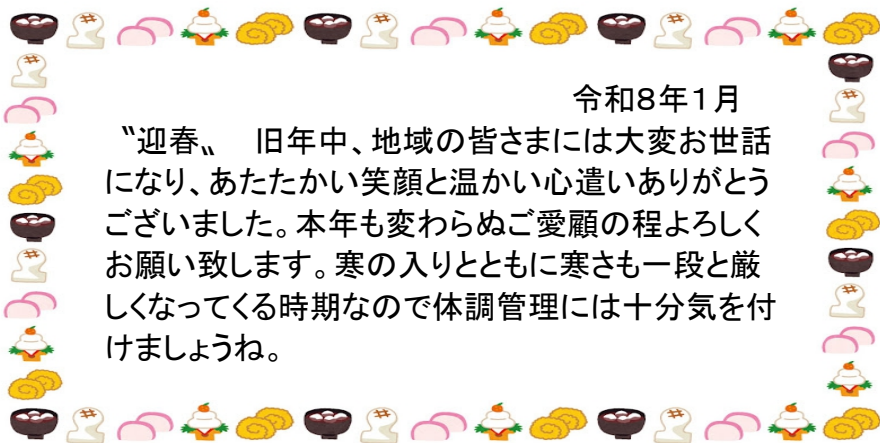 令和8年１月
〝迎春〟　旧年中、地域の皆さまには大変お世話
になり、あたたかい笑顔と温かい心遣いありがとう
ございました。本年も変わらぬご愛顧の程よろしく
お願い致します。寒の入りとともに寒さも一段と厳
しくなってくる時期なので体調管理には十分気を付
けましょうね。